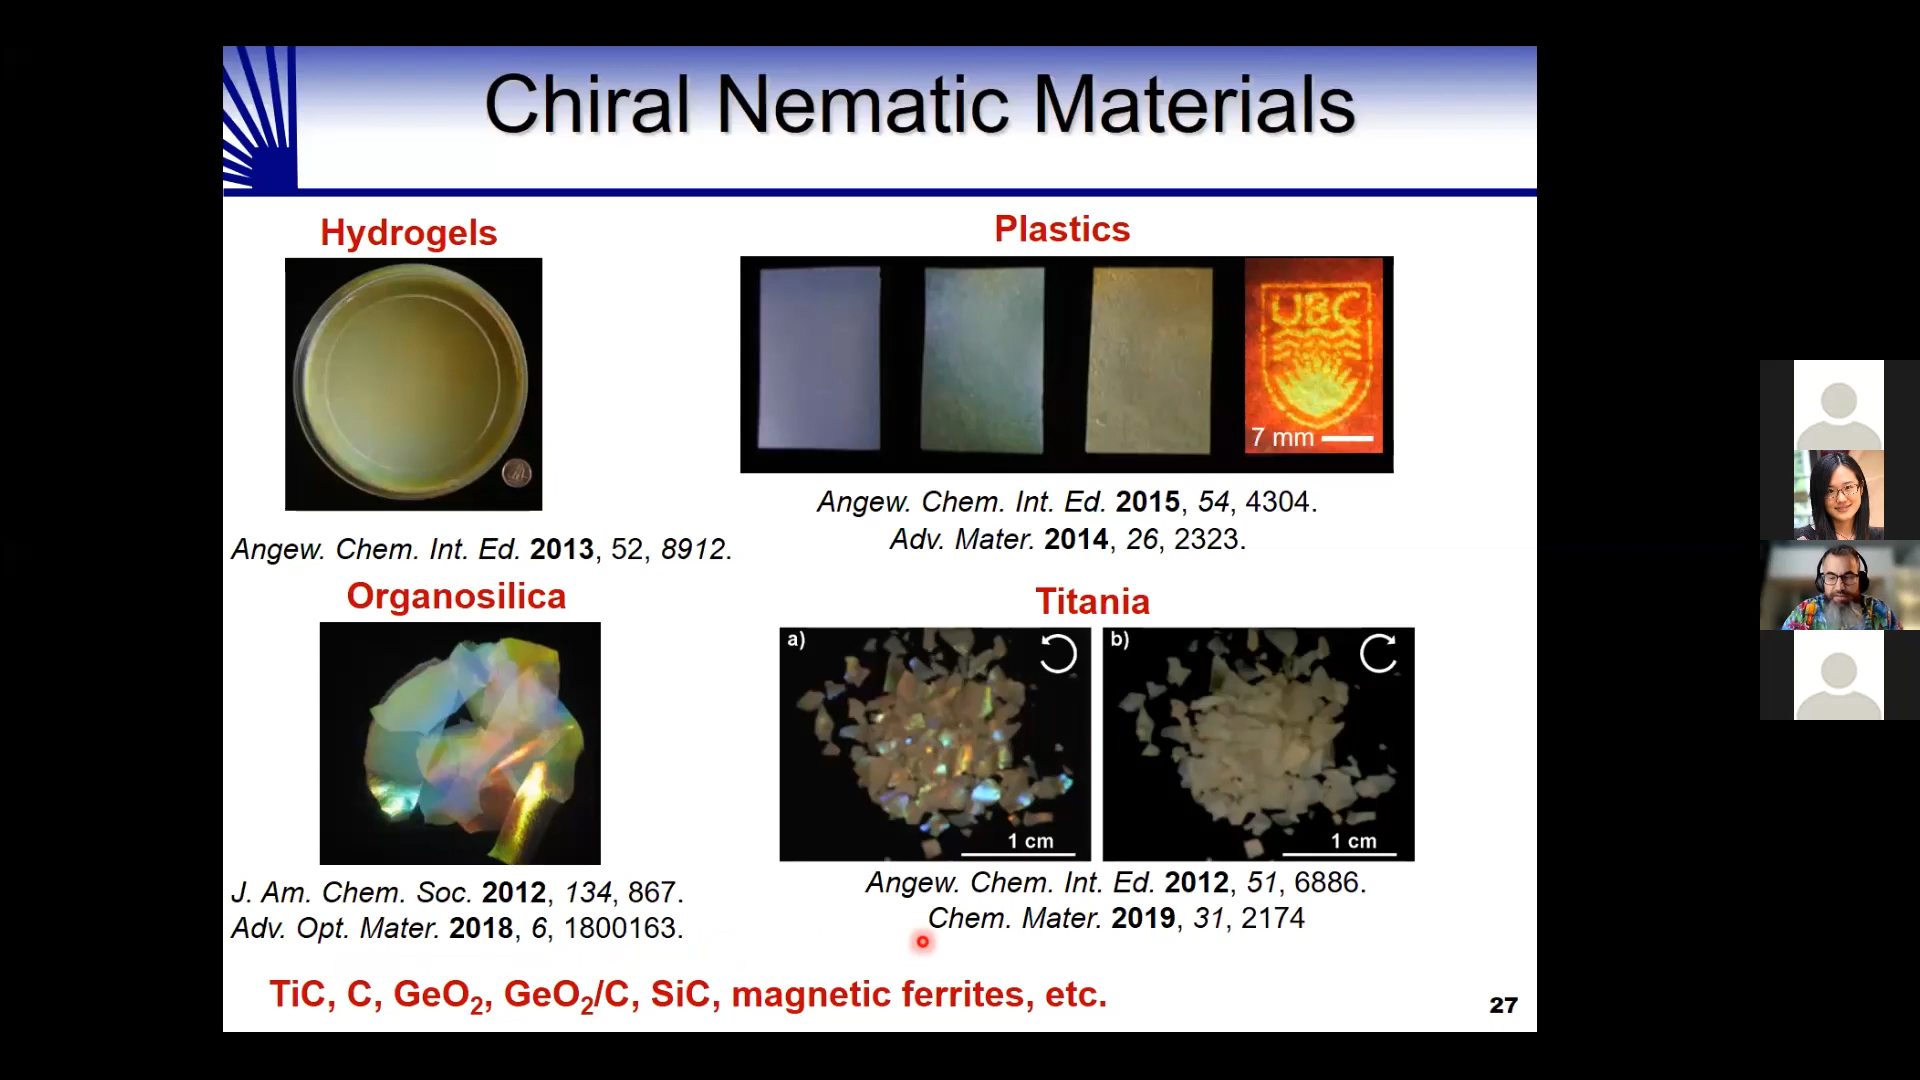 Chiral Nematic Materials
Hydrogels
Angew. Chem. Int. Ed. 2013, 52, 8912.
Plastics
UBC
7 mm
Angew. Chem. Int. Ed. 2015, 54, 4304.
Adv. Mater. 2014, 26, 2323.
Organosilica
J. Am. Chem. Soc. 2012, 134, 867.
Adv. Opt. Mater. 2018, 6, 1800163.
Titania
a)
1 cm
b)
1 cm
Angew. Chem. Int. Ed. 2012, 51, 6886.
Chem. Mater. 2019, 31, 2174
TiC, C, GeO₂, GeO₂/C, SiC, magnetic ferrites, etc.
27